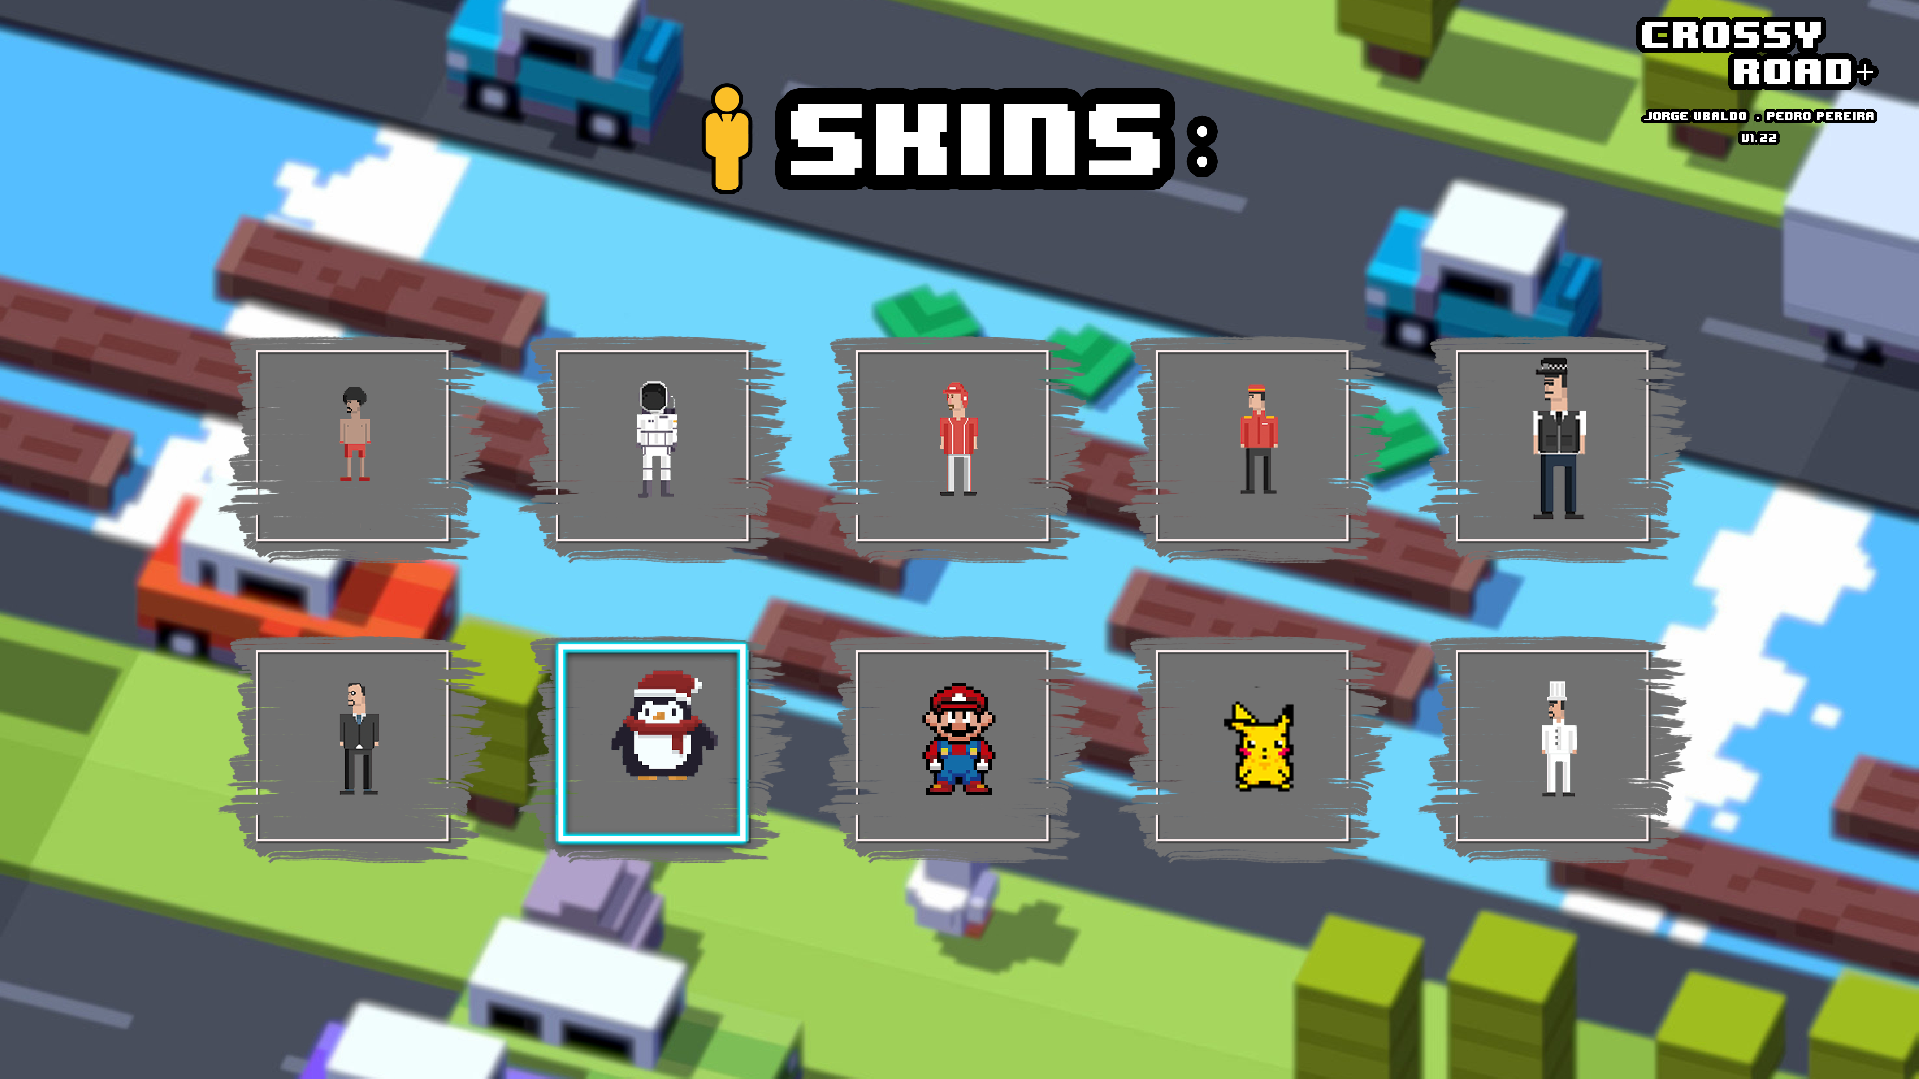 CROSSY
ROAD+
JORGE UBALDO . PEDRO PEREIRA
V1.22
SKINS: